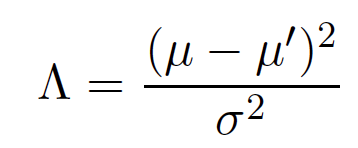 Λ = (μ − μ′)² / σ²